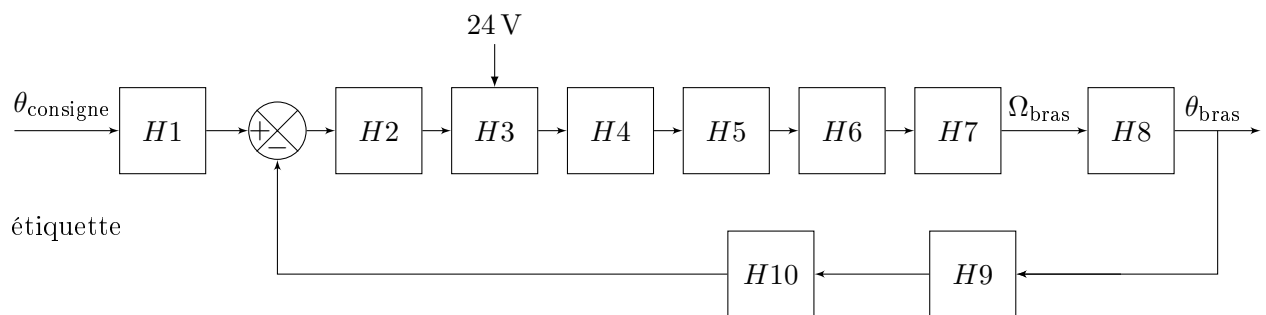 24 V
θconsigne H1 + − H2 H3 H4 H5 H6 H7 Ωbras H8 θbras
étiquette
H10 H9